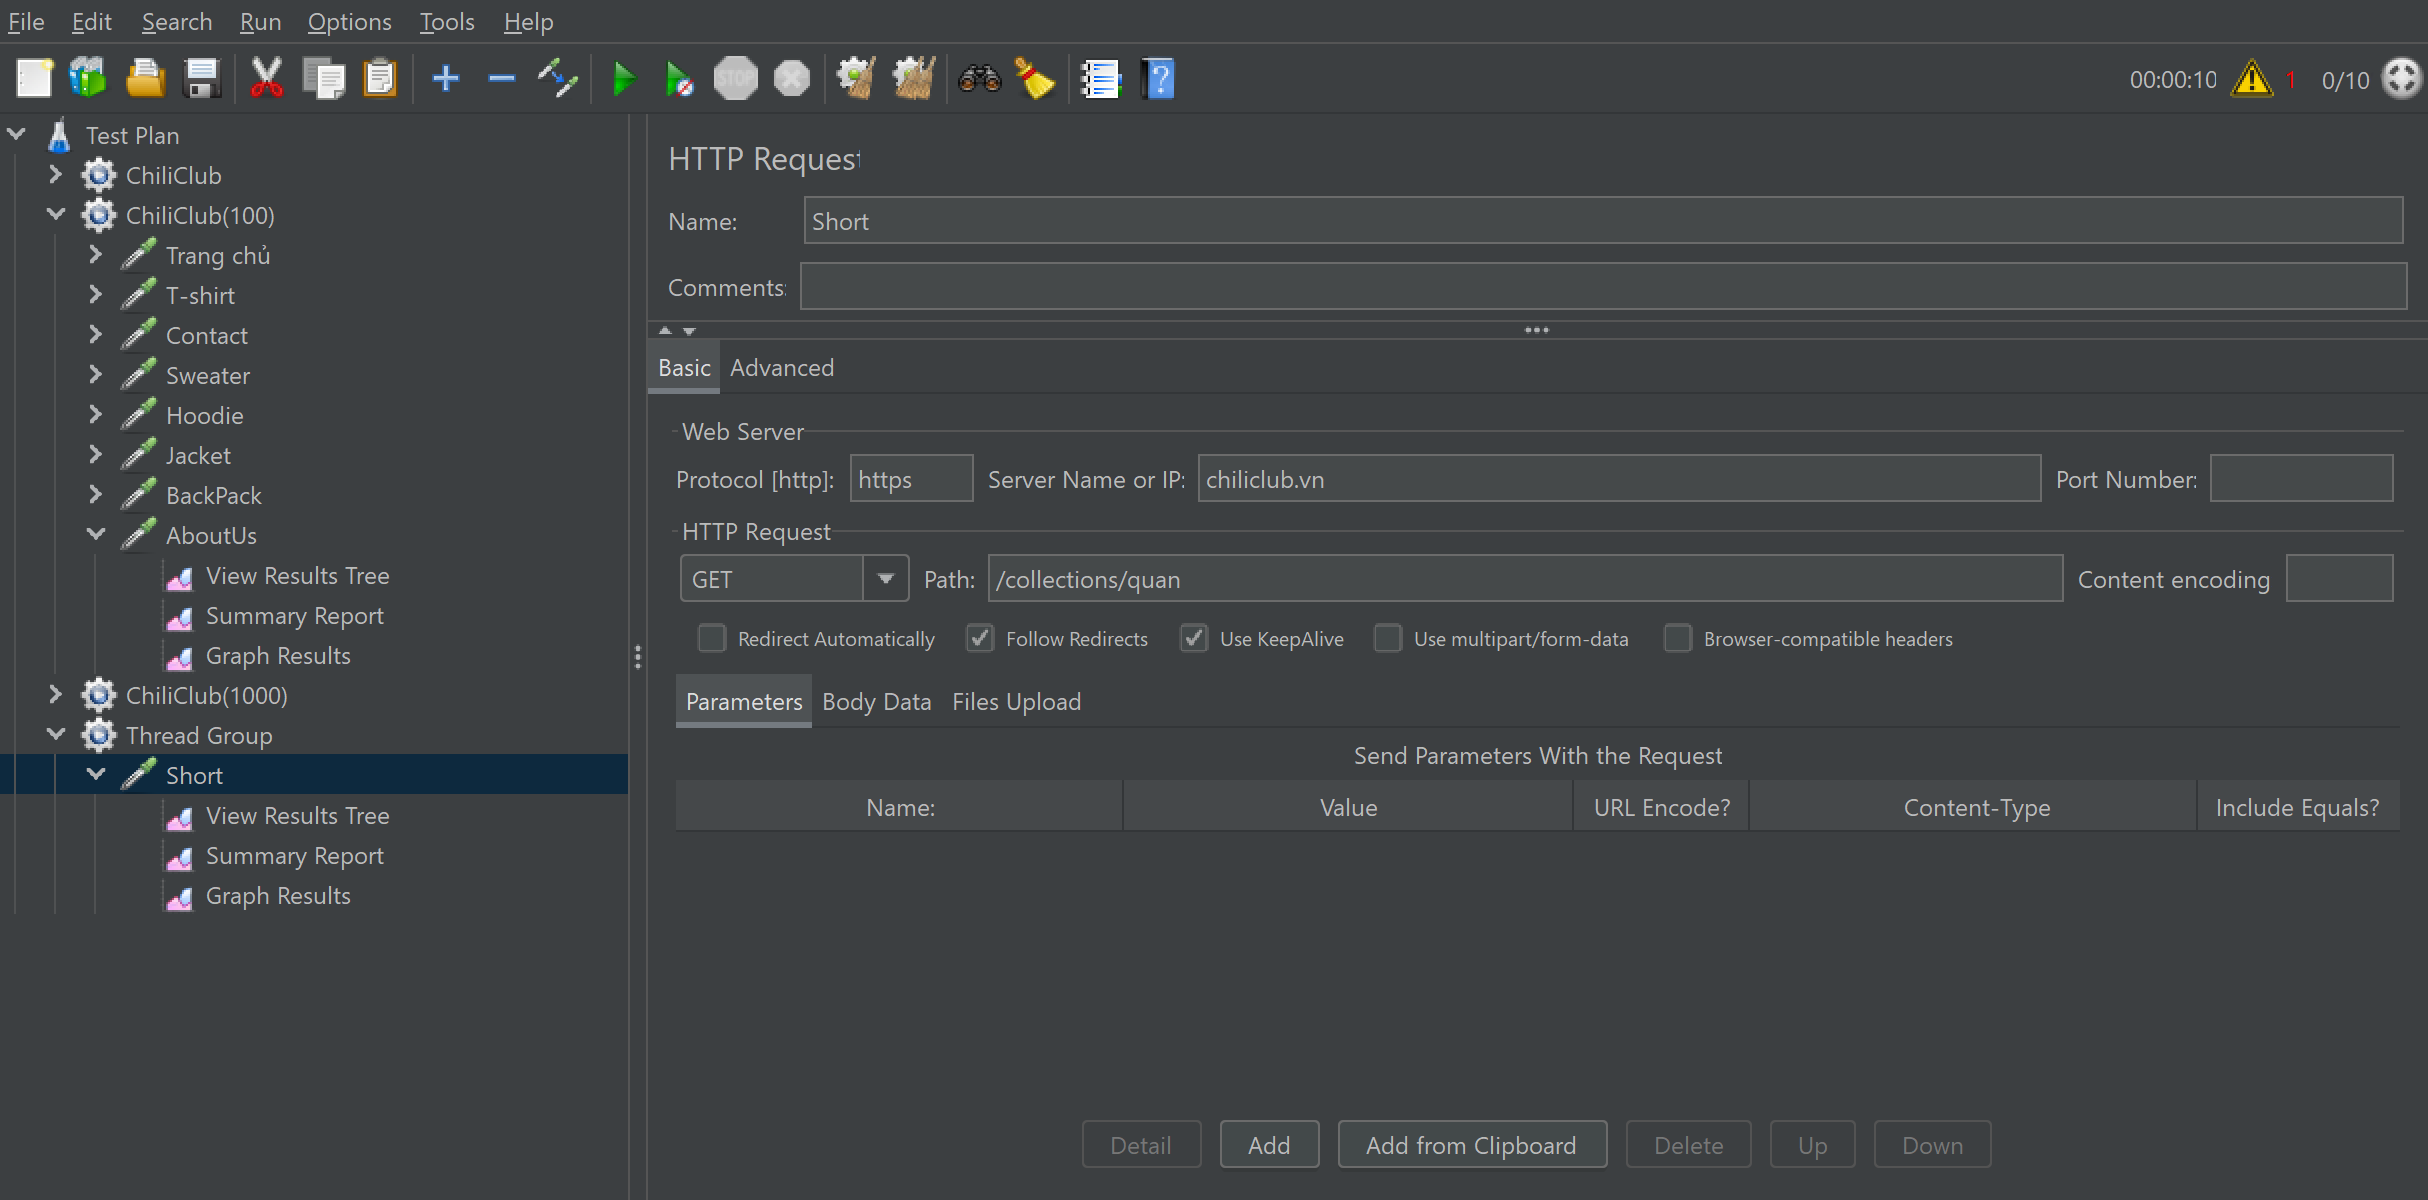 File Edit Search Run Options Tools Help
STOP
00:00:10 1 0/10
Test Plan
ChiliClub
ChiliClub(100)
Trang chủ
T-shirt
Contact
Sweater
Hoodie
Jacket
BackPack
AboutUs
View Results Tree
Summary Report
Graph Results
ChiliClub(1000)
Thread Group
Short
View Results Tree
Summary Report
Graph Results
HTTP Request
Name: Short
Comments:
Basic Advanced
Web Server
Protocol [http]: https Server Name or IP: chiliclub.vn Port Number:
HTTP Request
GET Path: /collections/quan Content encoding
Redirect Automatically Follow Redirects Use KeepAlive Use multipart/form-data Browser-compatible headers
Parameters Body Data Files Upload
Send Parameters With the Request
Name: Value URL Encode? Content-Type Include Equals?
Detail Add Add from Clipboard Delete Up Down